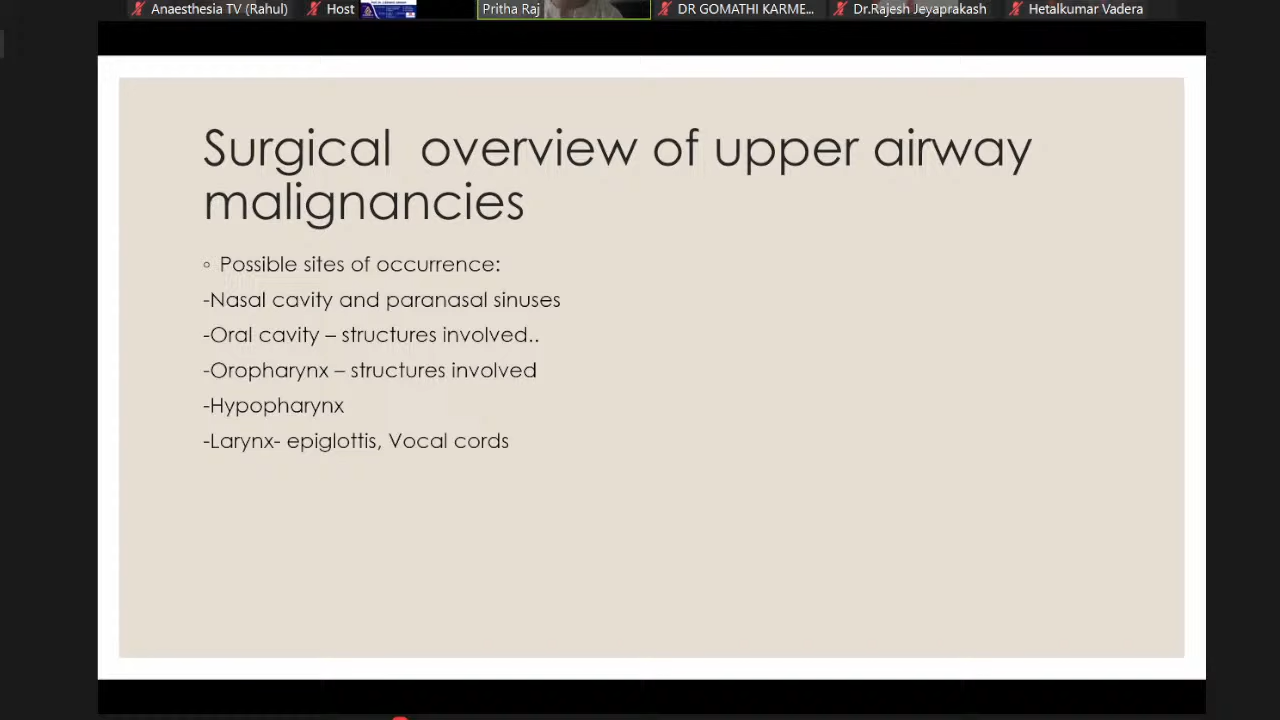 Anaesthesia TV (Rahul) Host Pritha Raj DR GOMATHI KARME... Dr.Rajesh Jeyaprakash Hetalkumar Vadera
Surgical overview of upper airway
malignancies
◦ Possible sites of occurrence:
-Nasal cavity and paranasal sinuses
-Oral cavity – structures involved..
-Oropharynx – structures involved
-Hypopharynx
-Larynx- epiglottis, Vocal cords